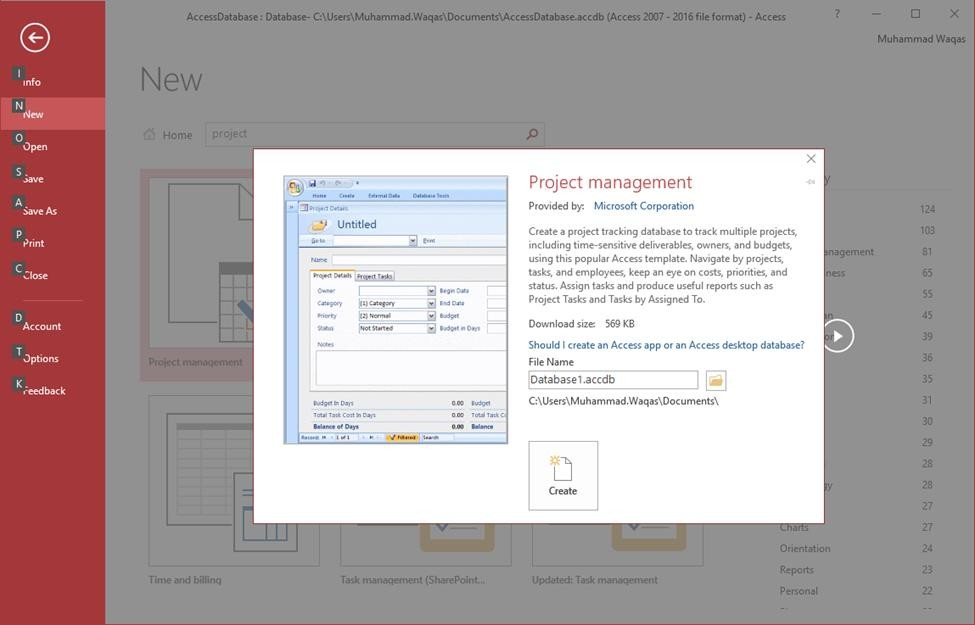 AccessDatabase : Database- C:\Users\Muhammad.Waqas\Documents\AccessDatabase.accdb (Access 2007 - 2016 file format) - Access
?
Muhammad Waqas
I
Info
N
New
O
Open
S
Save
A
Save As
P
Print
C
Close
D
Account
T
Options
K
Feedback
New
Home
project
Project management
Time and billing
Task management (SharePoint...
Updated: Task management
Home Create External Data Database Tools
Project Details
Untitled
Go to Print
Name
Project Details Project Tasks
Owner Begin Date
Category (1) Category End Date
Priority (2) Normal Budget
Status Not Started Budget in Days
Notes
Budget In Days 0.00 Budget
Total Task Cost In Days 0.00 Total Task Co
Balance of Days 0.00 Balance
Record: 1 of 1 Filtered Search
Project management
Provided by: Microsoft Corporation
Create a project tracking database to track multiple projects,
including time-sensitive deliverables, owners, and budgets,
using this popular Access template. Navigate by projects,
tasks, and employees, keep an eye on costs, priorities, and
status. Assign tasks and produce useful reports such as
Project Tasks and Tasks by Assigned To.
Download size: 569 KB
Should I create an Access app or an Access desktop database?
File Name
Database1.accdb
C:\Users\Muhammad.Waqas\Documents\
Create
y
124
103
anagement 81
ness 65
55
an 45
on 39
36
35
31
30
29
28
gy 28
27
Charts 27
Orientation 24
Reports 23
Personal 22